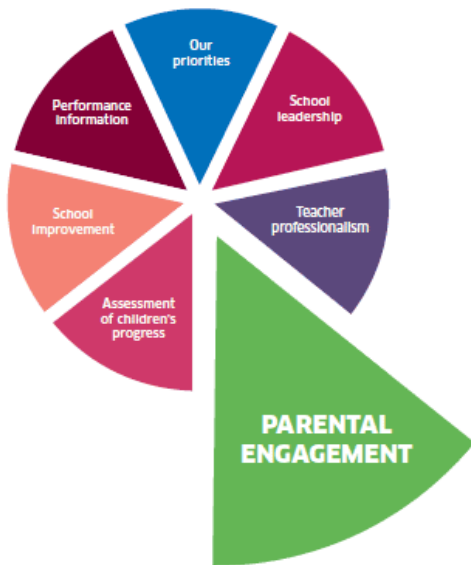 Our
priorities
School
leadership
Teacher
professionalism
PARENTAL
ENGAGEMENT
Assessment
of children's
progress
School
improvement
Performance
information